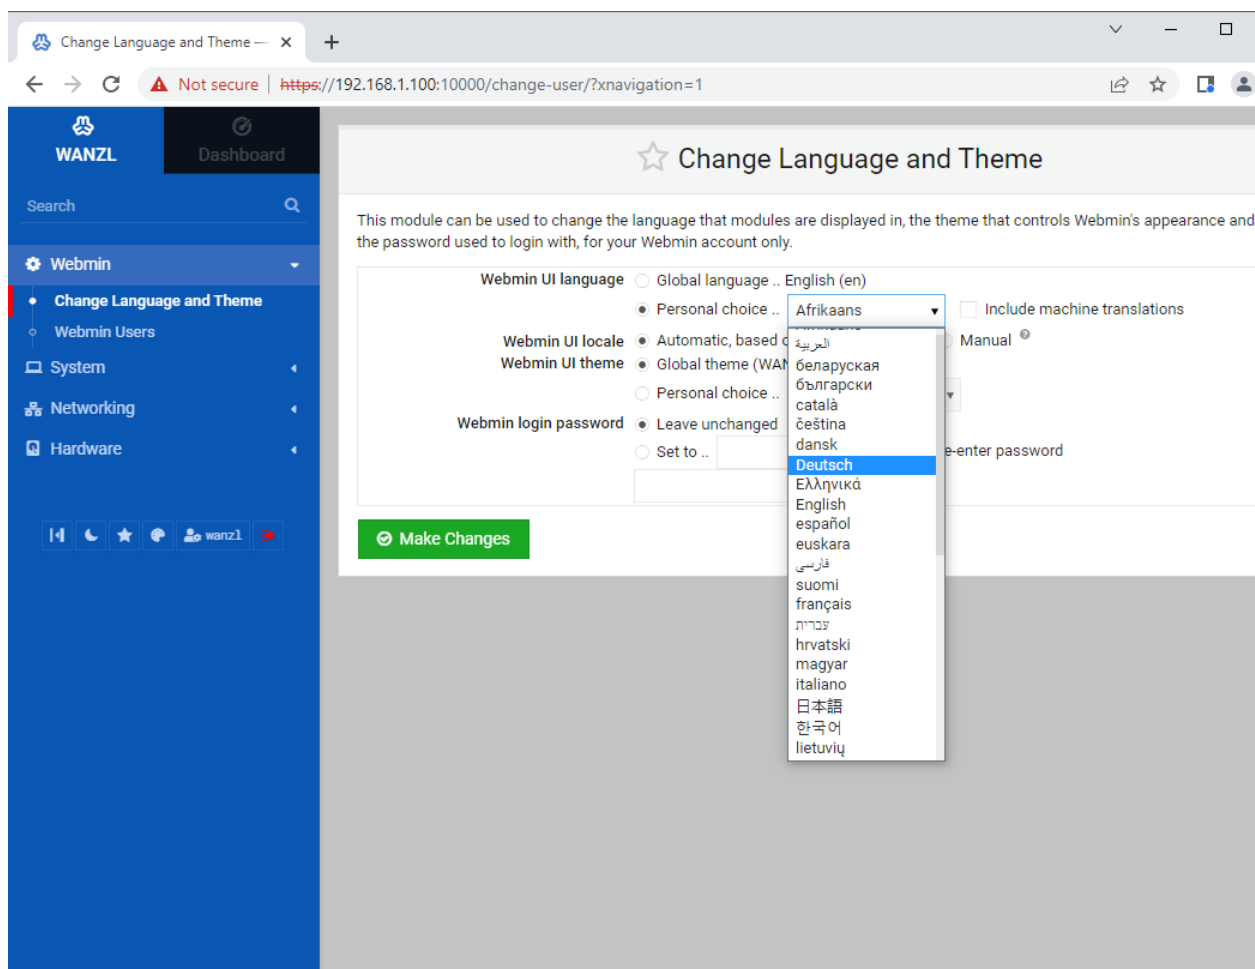 Change Language and Theme —
Not secure | https://192.168.1.100:10000/change-user/?xnavigation=1
WANZL
Dashboard
Search
Webmin
Change Language and Theme
Webmin Users
System
Networking
Hardware
wanzl
Change Language and Theme
This module can be used to change the language that modules are displayed in, the theme that controls Webmin's appearance and
the password used to login with, for your Webmin account only.
Webmin UI language Global language .. English (en)
Personal choice .. Afrikaans Include machine translations
Webmin UI locale Automatic, based Manual
Webmin UI theme Global theme
Personal choice ..
Webmin login password Leave unchanged
Set to .. password
Make Changes
Afrikaans
العربية
беларуская
български
català
čeština
dansk
Deutsch
Ελληνικά
English
español
euskara
فارسی
suomi
français
עברית
hrvatski
magyar
italiano
日本語
한국어
lietuvių